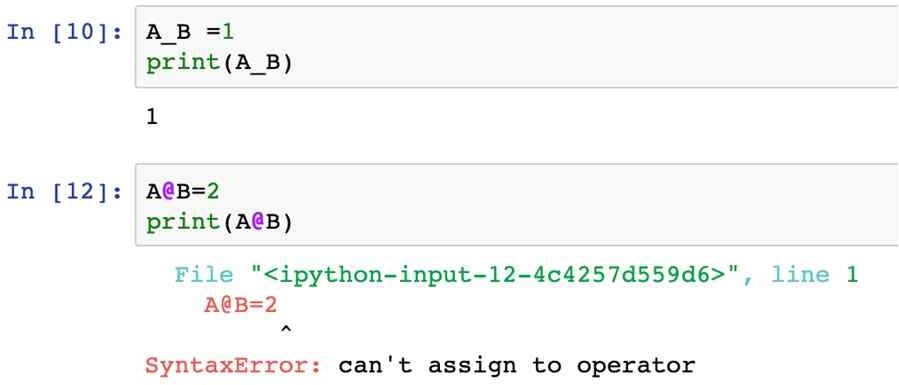 In [10]: A_B =1
print(A_B)
1
In [12]: A@B=2
print(A@B)
File "<ipython-input-12-4c4257d559d6>", line 1
A@B=2
^
SyntaxError: can't assign to operator